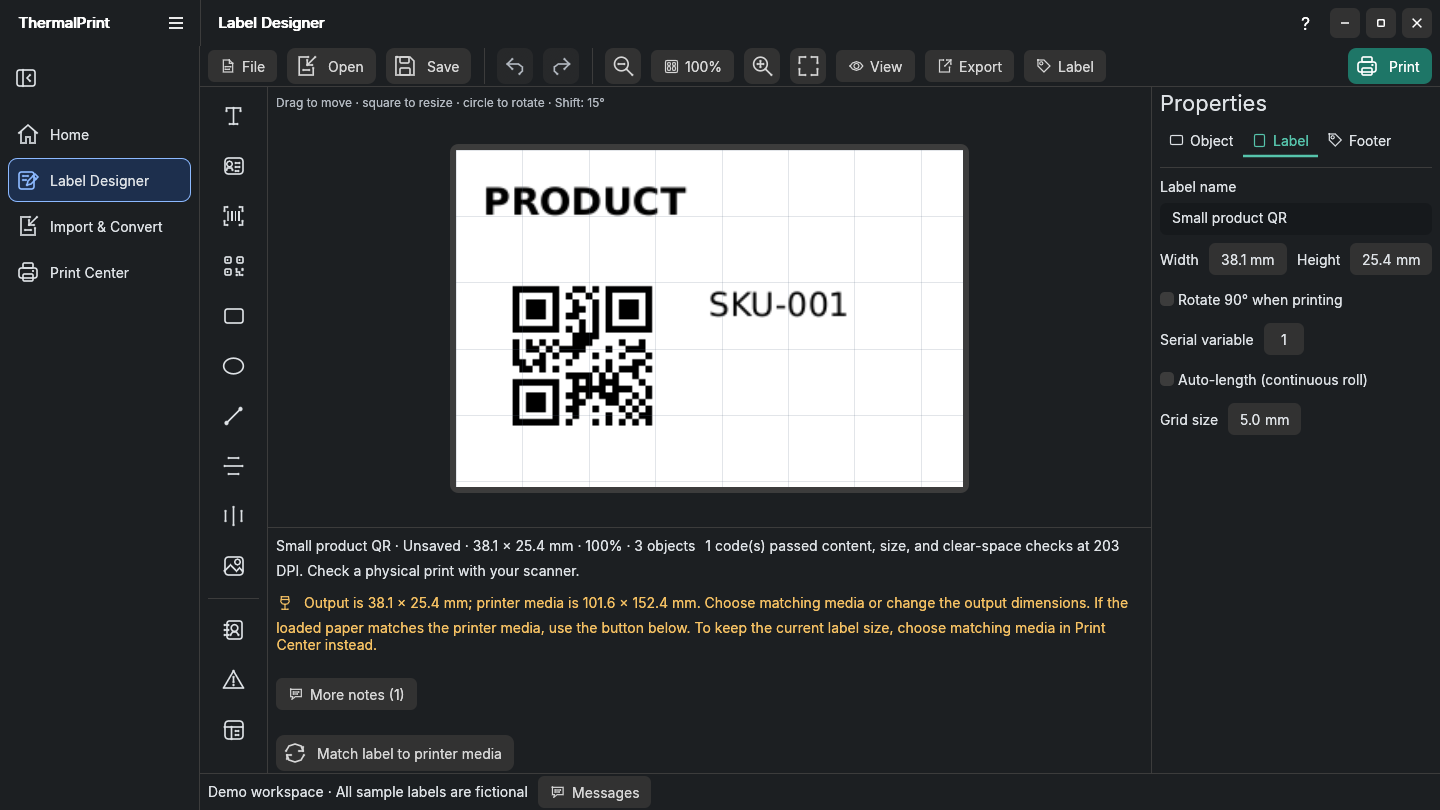 ThermalPrint
Label Designer
?
File
Open
Save
100%
View
Export
Label
Print
Home
Label Designer
Import & Convert
Print Center
Drag to move · square to resize · circle to rotate · Shift: 15°
PRODUCT
SKU-001
Small product QR · Unsaved · 38.1 × 25.4 mm · 100% · 3 objects 1 code(s) passed content, size, and clear-space checks at 203
DPI. Check a physical print with your scanner.
Output is 38.1 × 25.4 mm; printer media is 101.6 × 152.4 mm. Choose matching media or change the output dimensions. If the
loaded paper matches the printer media, use the button below. To keep the current label size, choose matching media in Print
Center instead.
More notes (1)
Match label to printer media
Properties
Object
Label
Footer
Label name
Small product QR
Width 38.1 mm Height 25.4 mm
Rotate 90° when printing
Serial variable 1
Auto-length (continuous roll)
Grid size 5.0 mm
Demo workspace · All sample labels are fictional
Messages